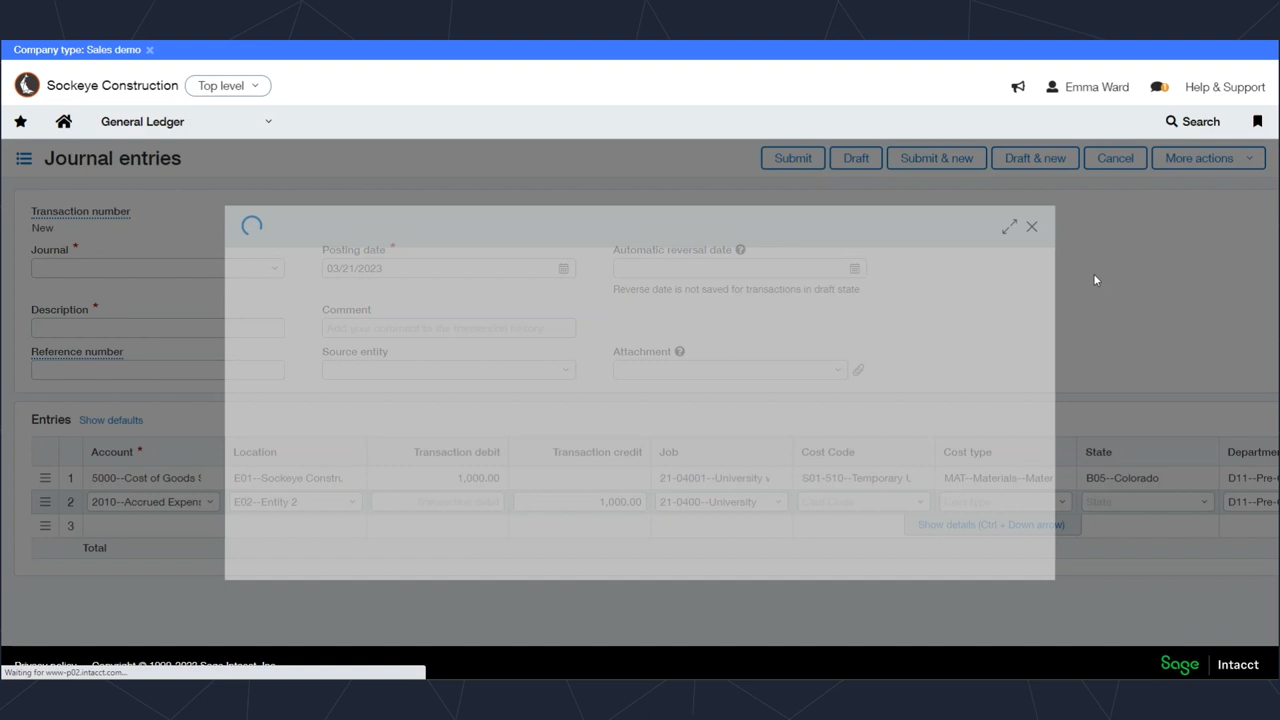 Company type: Sales demo ×
Sockeye Construction Top level
Emma Ward Help & Support
General Ledger Search
Journal entries Submit Draft Submit & new Draft & new Cancel More actions
Transaction number
New
Journal * Posting date * Automatic reversal date
03/21/2023
Reverse date is not saved for transactions in draft state
Description * Comment
Add your comment to the transaction history
Reference number Source entity Attachment
Entries Show defaults
Account * Location Transaction debit Transaction credit Job Cost Code Cost type State Departme
1 5000--Cost of Goods S E01--Sockeye Constr. 1,000.00 21-04001--University v S01-510--Temporary U MAT--Materials--Mater B05--Colorado D11--Pre-C
2 2010--Accrued Expens E02--Entity 2 Transaction debit 1,000.00 21-0400--University Cost Code Cost type State D11--Pre-C
3 Show details (Ctrl + Down arrow)
Total
Privacy policy Copyright © 1999-2023 Sage Intacct, Inc.
Waiting for www-p02.intacct.com...
Sage Intacct